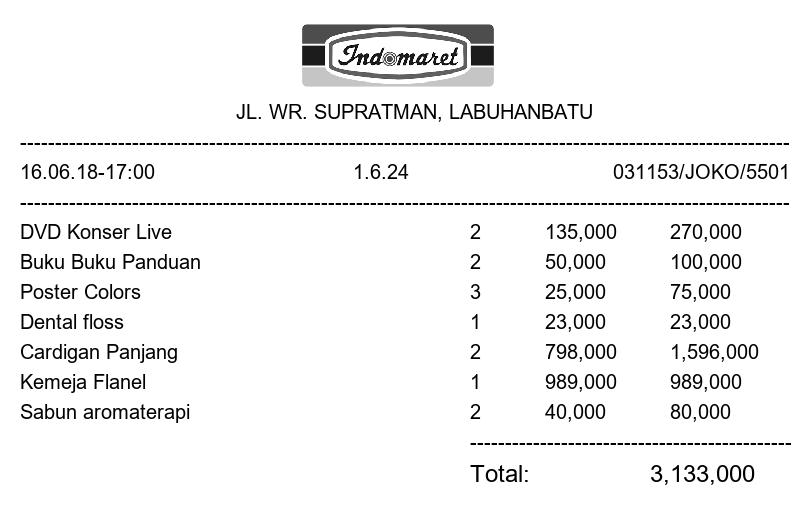 Indomaret
JL. WR. SUPRATMAN, LABUHANBATU
16.06.18-17:00 1.6.24 031153/JOKO/5501
DVD Konser Live 2 135,000 270,000
Buku Buku Panduan 2 50,000 100,000
Poster Colors 3 25,000 75,000
Dental floss 1 23,000 23,000
Cardigan Panjang 2 798,000 1,596,000
Kemeja Flanel 1 989,000 989,000
Sabun aromaterapi 2 40,000 80,000
Total: 3,133,000